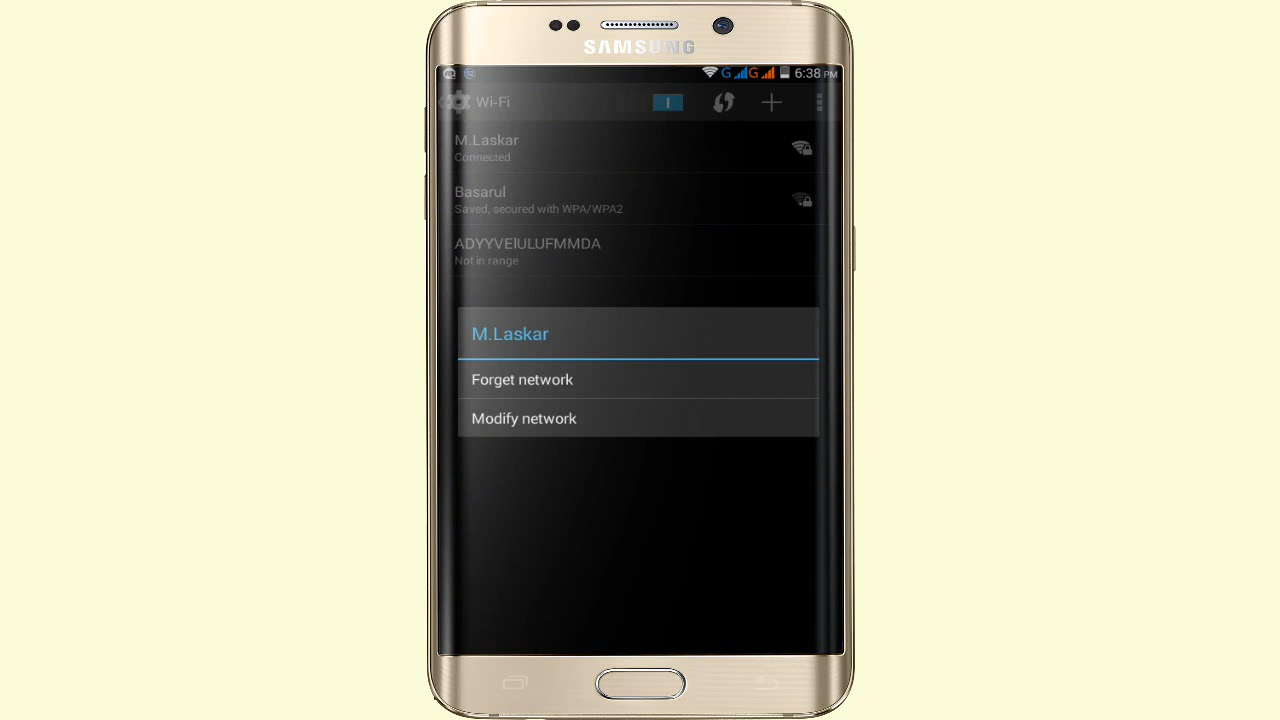 SAMSUNG
G G 6:38 PM
Wi-Fi
M.Laskar
Connected
Basarul
Saved, secured with WPA/WPA2
Not in range
M.Laskar
Forget network
Modify network